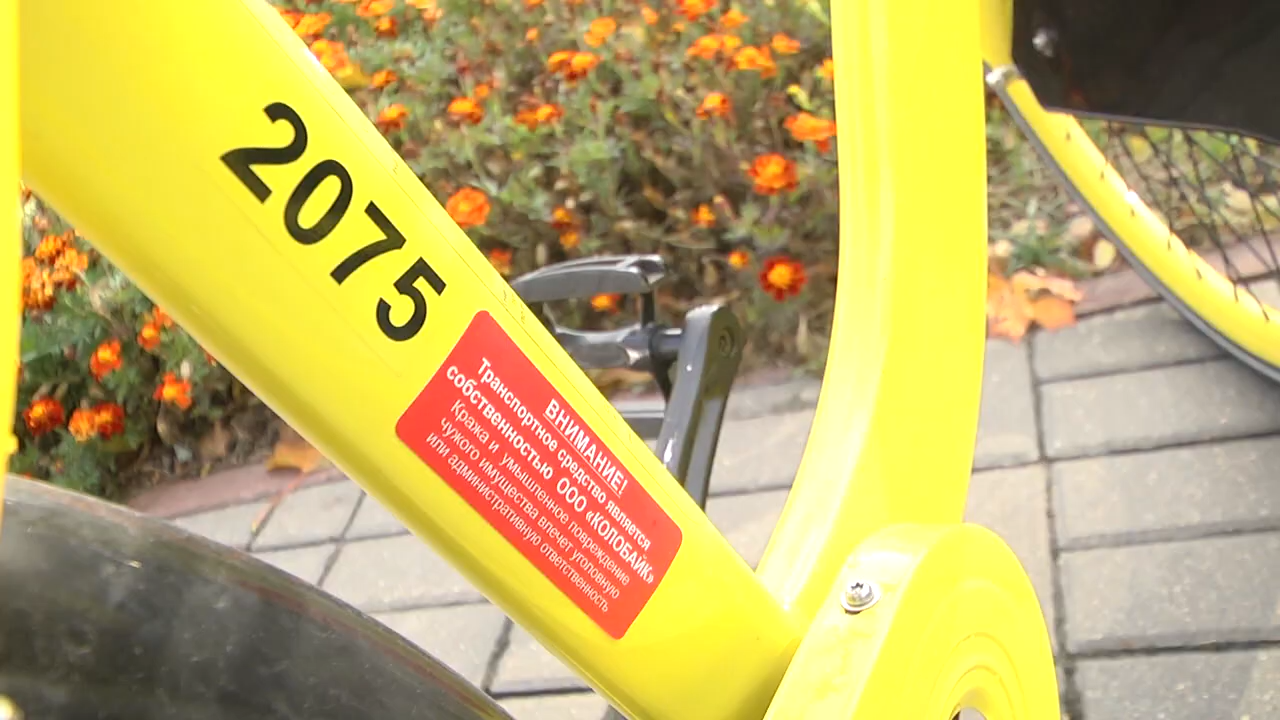 2075
ВНИМАНИЕ!
Транспортное средство является
собственностью ООО «КОЛОБАЙК»
Кража и умышленное повреждение
чужого имущества влечет уголовную
или административную ответственность